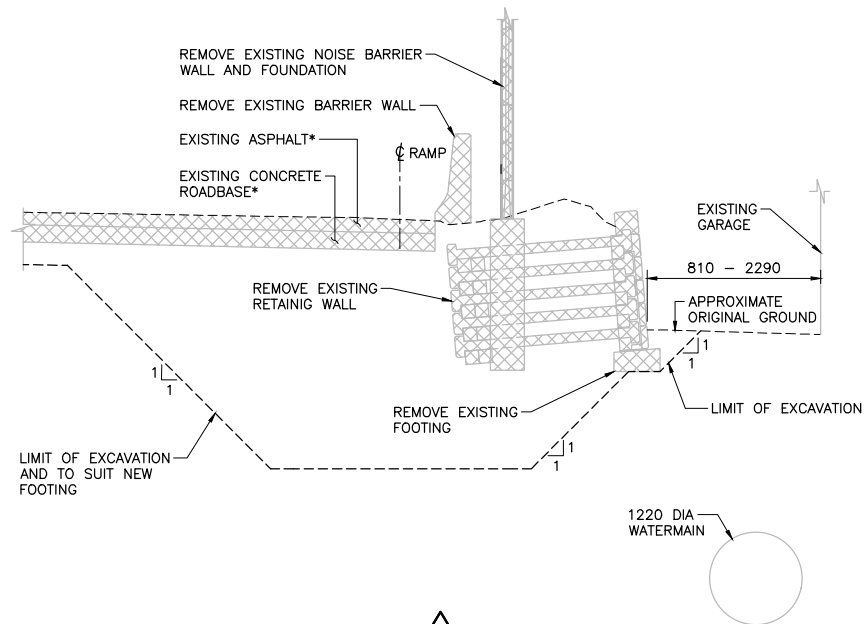 REMOVE EXISTING NOISE BARRIER
WALL AND FOUNDATION
REMOVE EXISTING BARRIER WALL
EXISTING ASPHALT*
℄ RAMP
EXISTING CONCRETE
ROADBASE*
EXISTING
GARAGE
810 – 2290
REMOVE EXISTING
RETAINIG WALL
APPROXIMATE
ORIGINAL GROUND
1
1
1
1
REMOVE EXISTING
FOOTING
LIMIT OF EXCAVATION
LIMIT OF EXCAVATION
AND TO SUIT NEW
FOOTING
1
1
1220 DIA
WATERMAIN